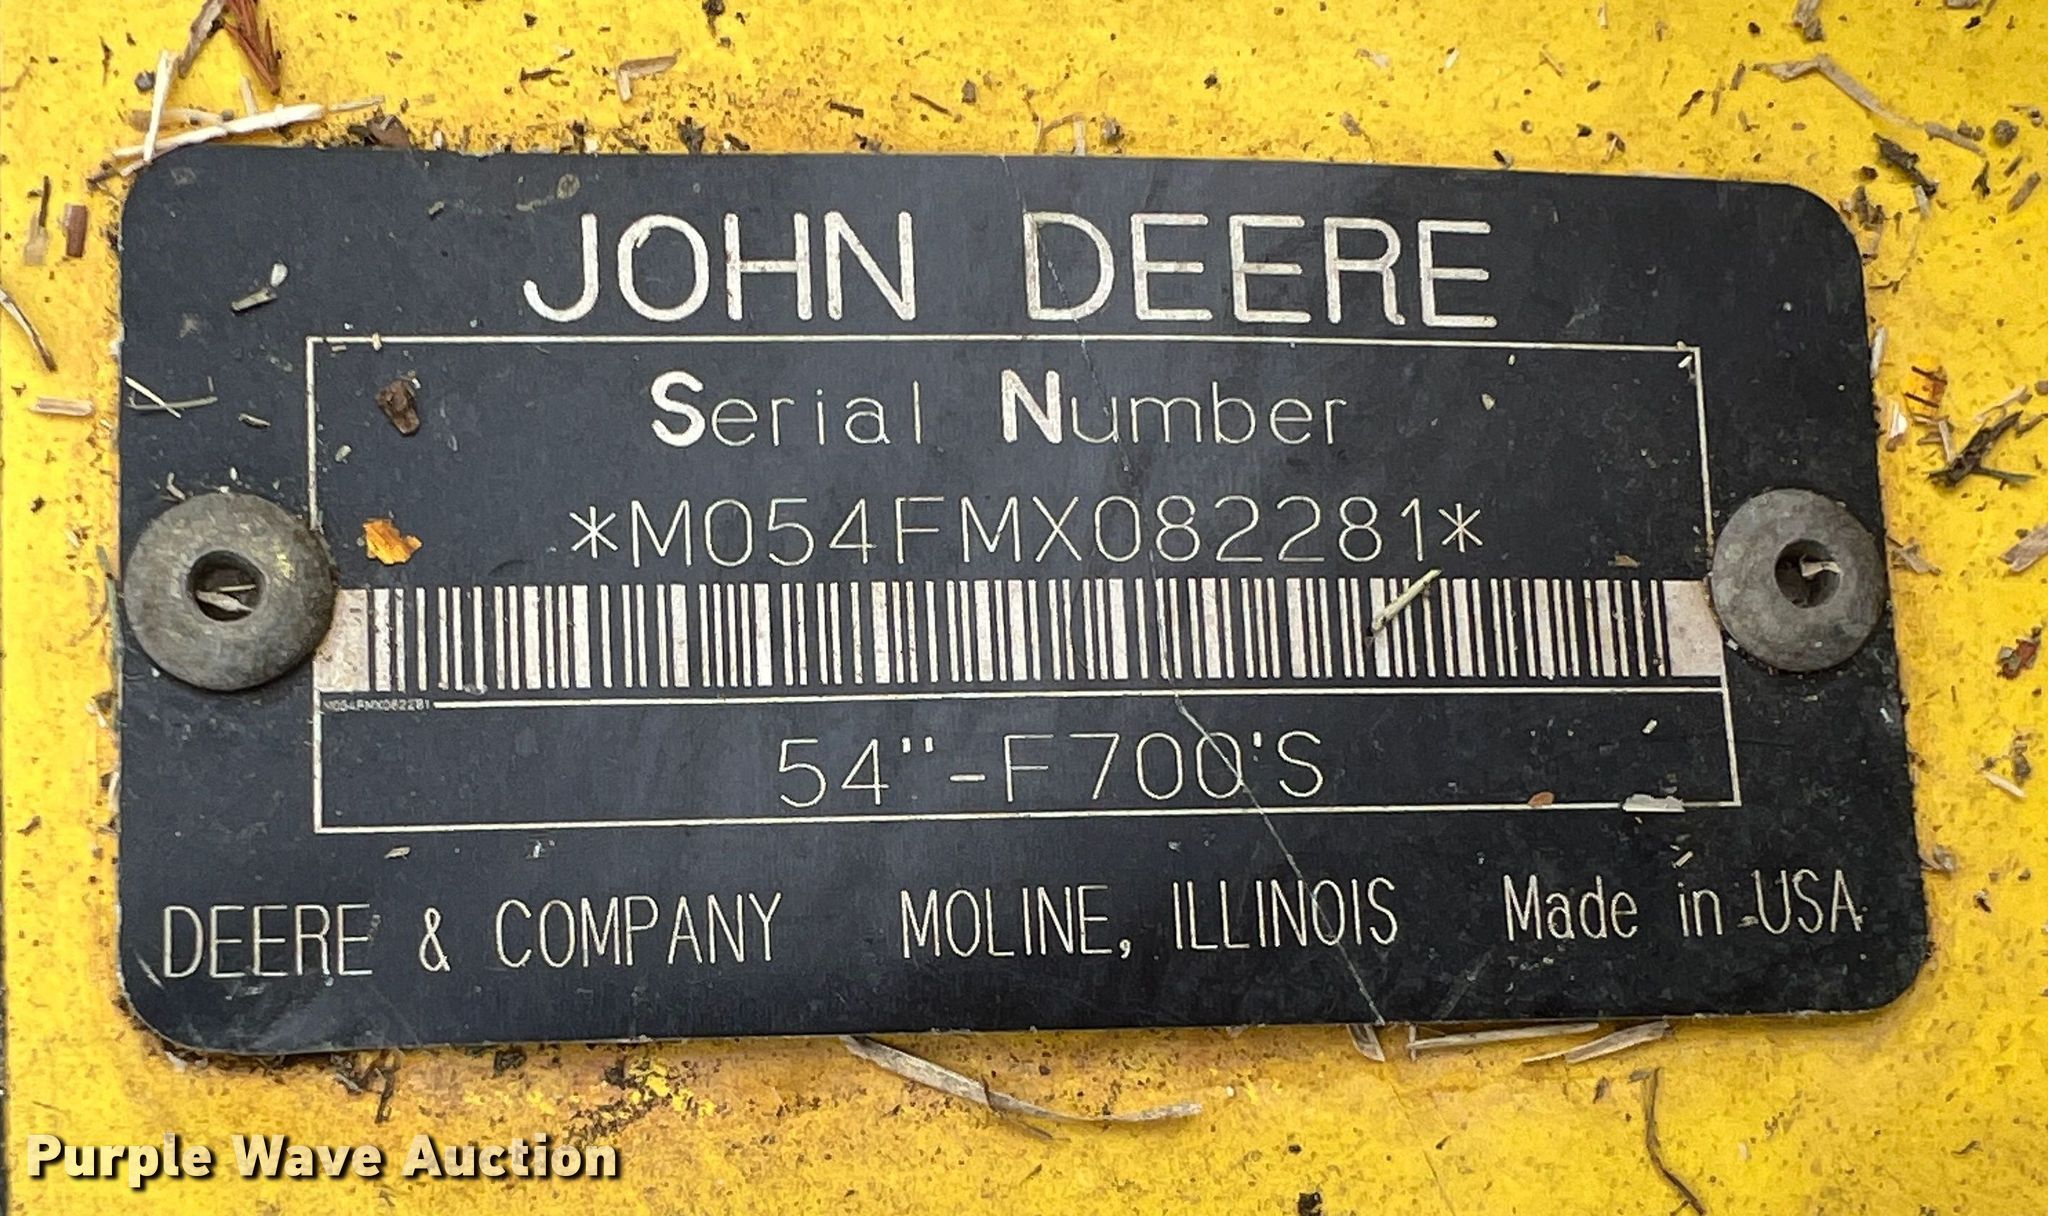 JOHN DEERE
Serial Number
*M054FMX082281*
M054FMX082281
54"-F700'S
DEERE & COMPANY MOLINE, ILLINOIS Made in USA
Purple Wave Auction